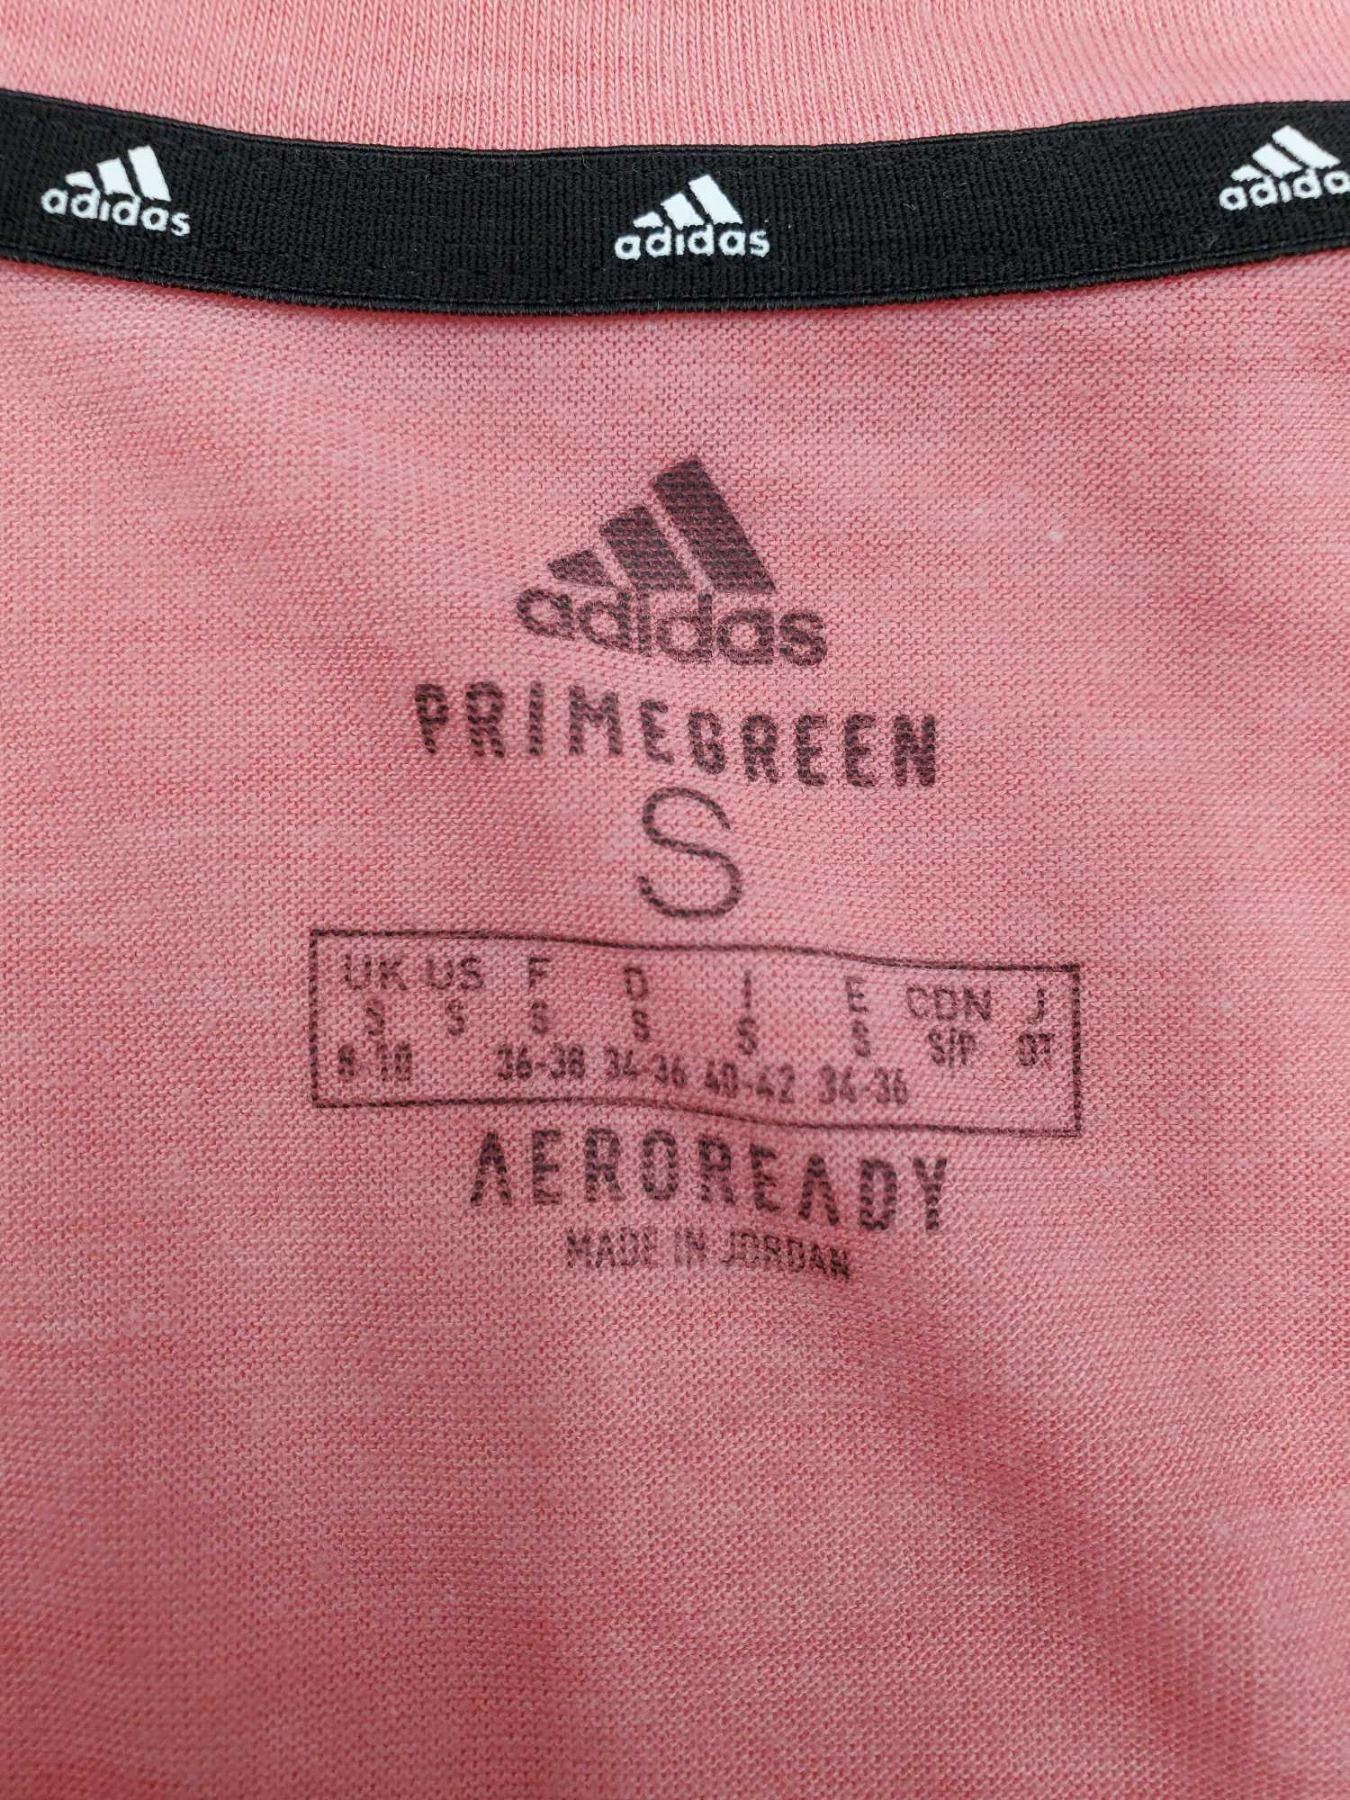 adidas adidas adidas
adidas
PRIMEGREEN
S
UK US F D I E CDN J
S S S S S S S/P OT
8-10 36-38 34-36 40-42 34-36
AEROREADY
MADE IN JORDAN